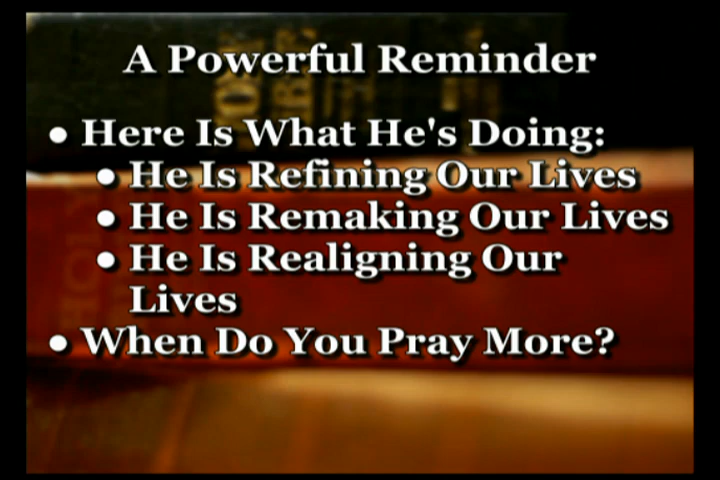 A Powerful Reminder
● Here Is What He's Doing:
● He Is Refining Our Lives
● He Is Remaking Our Lives
● He Is Realigning Our
Lives
● When Do You Pray More?
HOLY